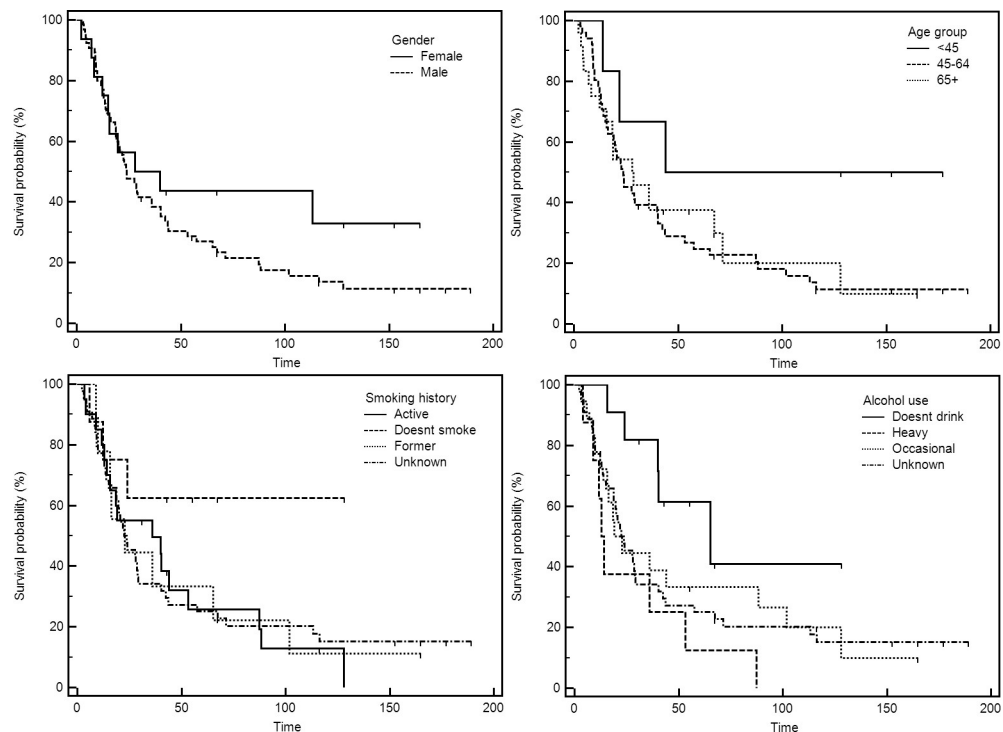 Survival probability (%)
100
80
60
40
20
0
0 50 100 150 200
Time
Gender
Female
Male
Survival probability (%)
100
80
60
40
20
0
0 50 100 150 200
Time
Age group
<45
45-64
65+
Survival probability (%)
100
80
60
40
20
0
0 50 100 150 200
Time
Smoking history
Active
Doesnt smoke
Former
Unknown
Survival probability (%)
100
80
60
40
20
0
0 50 100 150 200
Time
Alcohol use
Doesnt drink
Heavy
Occasional
Unknown